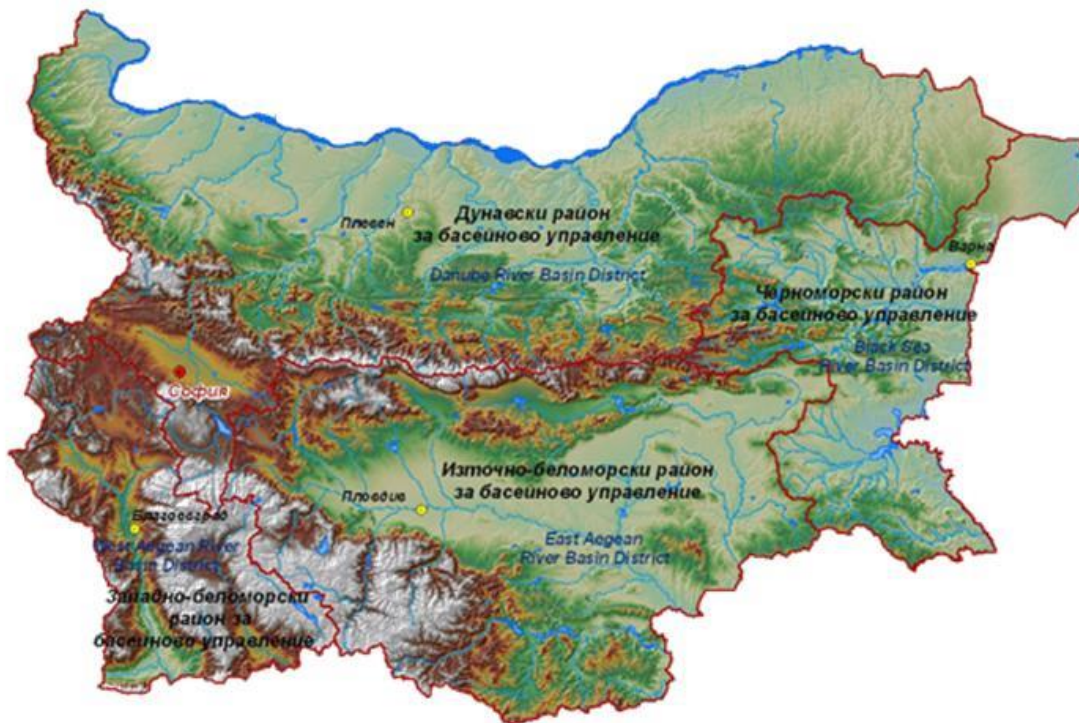 Плевен
Дунавски район
за басейново управление
Danube River Basin District
Варна
Черноморски район
за басейново управление
Black Sea
River Basin District
София
Източно-беломорски район
за басейново управление
Пловдив
East Aegean
River Basin District
Благоевград
West Aegean River
Basin District
Западно-беломорски
район за
басейново управление